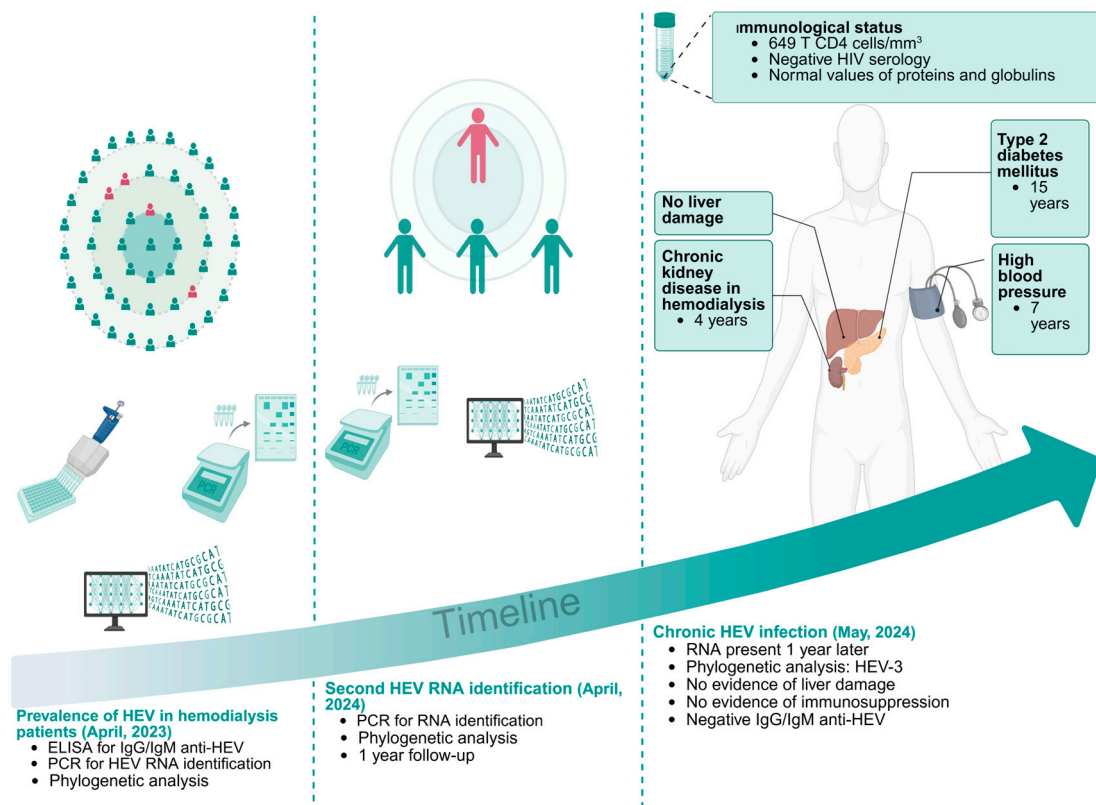 mmunological status
• 649 T CD4 cells/mm³
• Negative HIV serology
• Normal values of proteins and globulins
Type 2
diabetes
mellitus
• 15
years
No liver
damage
Chronic
kidney
disease in
hemodialysis
• 4 years
High
blood
pressure
• 7
years
PCR
PCR
AATATCATGCGCAT
TCAAATATCATGCG
Timeline
Prevalence of HEV in hemodialysis
patients (April, 2023)
• ELISA for IgG/IgM anti-HEV
• PCR for HEV RNA identification
• Phylogenetic analysis
Second HEV RNA identification (April,
2024)
• PCR for RNA identification
• Phylogenetic analysis
• 1 year follow-up
Chronic HEV infection (May, 2024)
• RNA present 1 year later
• Phylogenetic analysis: HEV-3
• No evidence of liver damage
• No evidence of immunosuppression
• Negative IgG/IgM anti-HEV